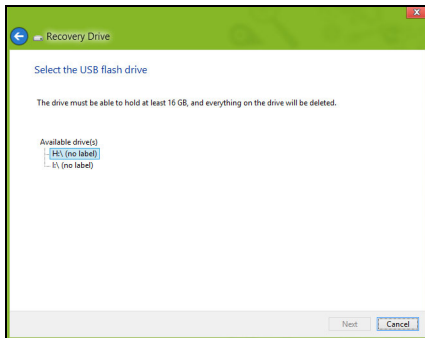 Recovery Drive
Select the USB flash drive
The drive must be able to hold at least 16 GB, and everything on the drive will be deleted.
Available drive(s)
H:\ (no label)
I:\ (no label)
Next
Cancel